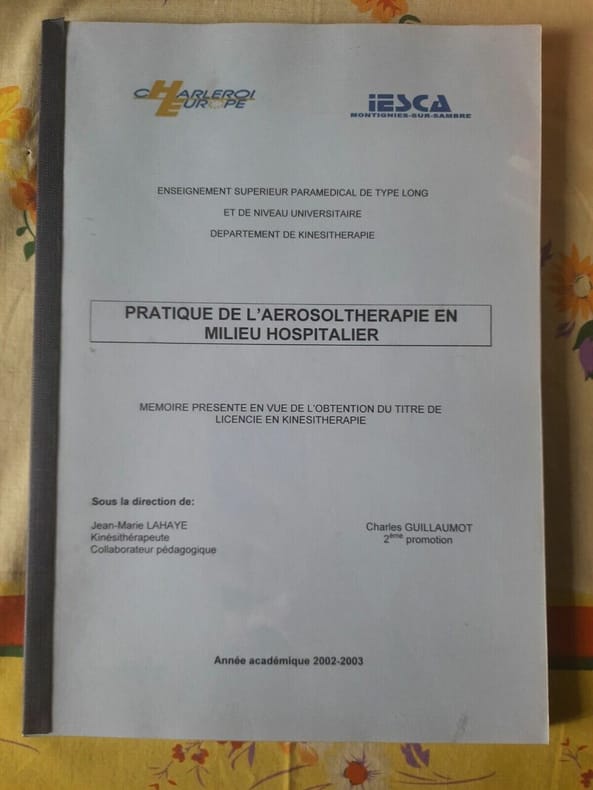 CHARLEROI
EUROPE
IESCA
MONTIGNIES-SUR-SAMBRE
ENSEIGNEMENT SUPERIEUR PARAMEDICAL DE TYPE LONG
ET DE NIVEAU UNIVERSITAIRE
DEPARTEMENT DE KINESITHERAPIE
PRATIQUE DE L'AEROSOLTHERAPIE EN
MILIEU HOSPITALIER
MEMOIRE PRESENTE EN VUE DE L'OBTENTION DU TITRE DE
LICENCIE EN KINESITHERAPIE
Sous la direction de:
Jean-Marie LAHAYE
Kinésithérapeute
Collaborateur pédagogique
Charles GUILLAUMOT
2ème promotion
Année académique 2002-2003